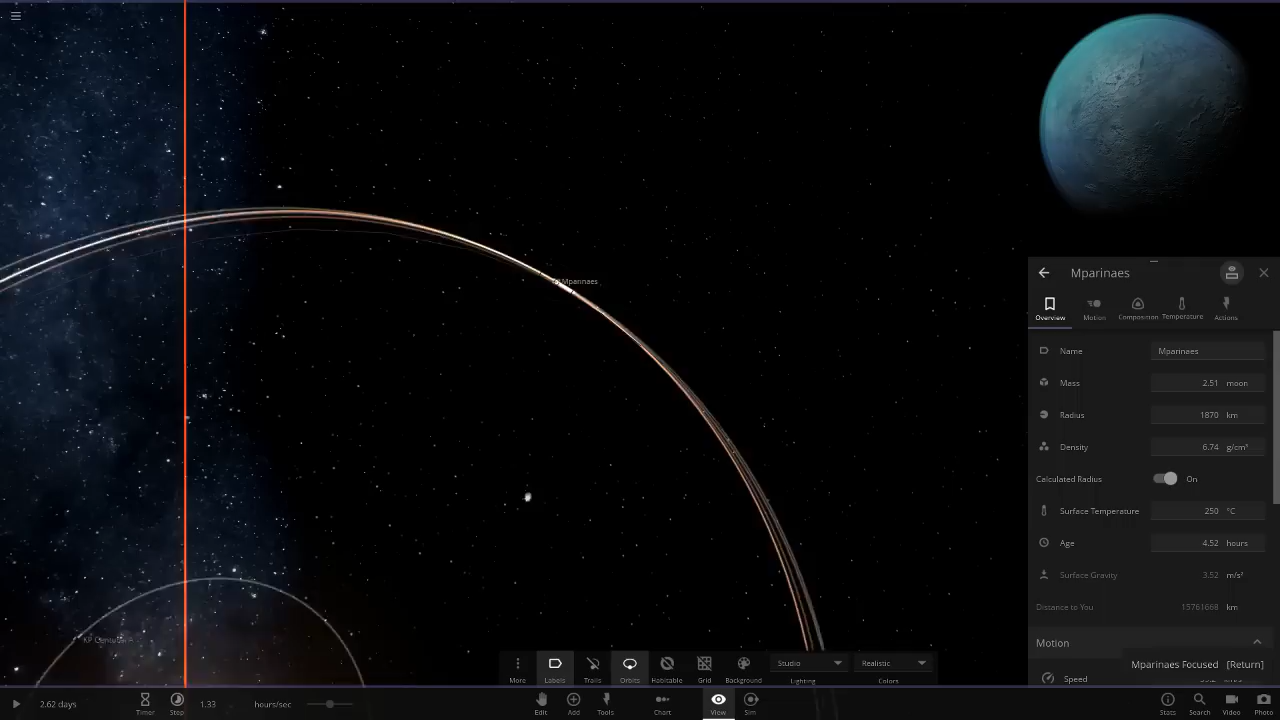 Mparinaes
Mparinaes
Overview
Motion
Composition
Temperature
Actions
Name Mparinaes
Mass 2.51 moon
Radius 1870 km
Density 6.74 g/cm³
Calculated Radius On
Surface Temperature 250 °C
Age 4.52 hours
Surface Gravity 3.52 m/s²
Distance to You 15761668 km
Motion
Mparinaes Focused [Return]
Speed
More
Labels
Trails
Orbits
Habitable
Grid
Background
Studio
Lighting
Realistic
Colors
2.62 days
Timer
Step
1.33 hours/sec
Edit
Add
Tools
Chart
View
Sim
Stats
Search
Video
Photo